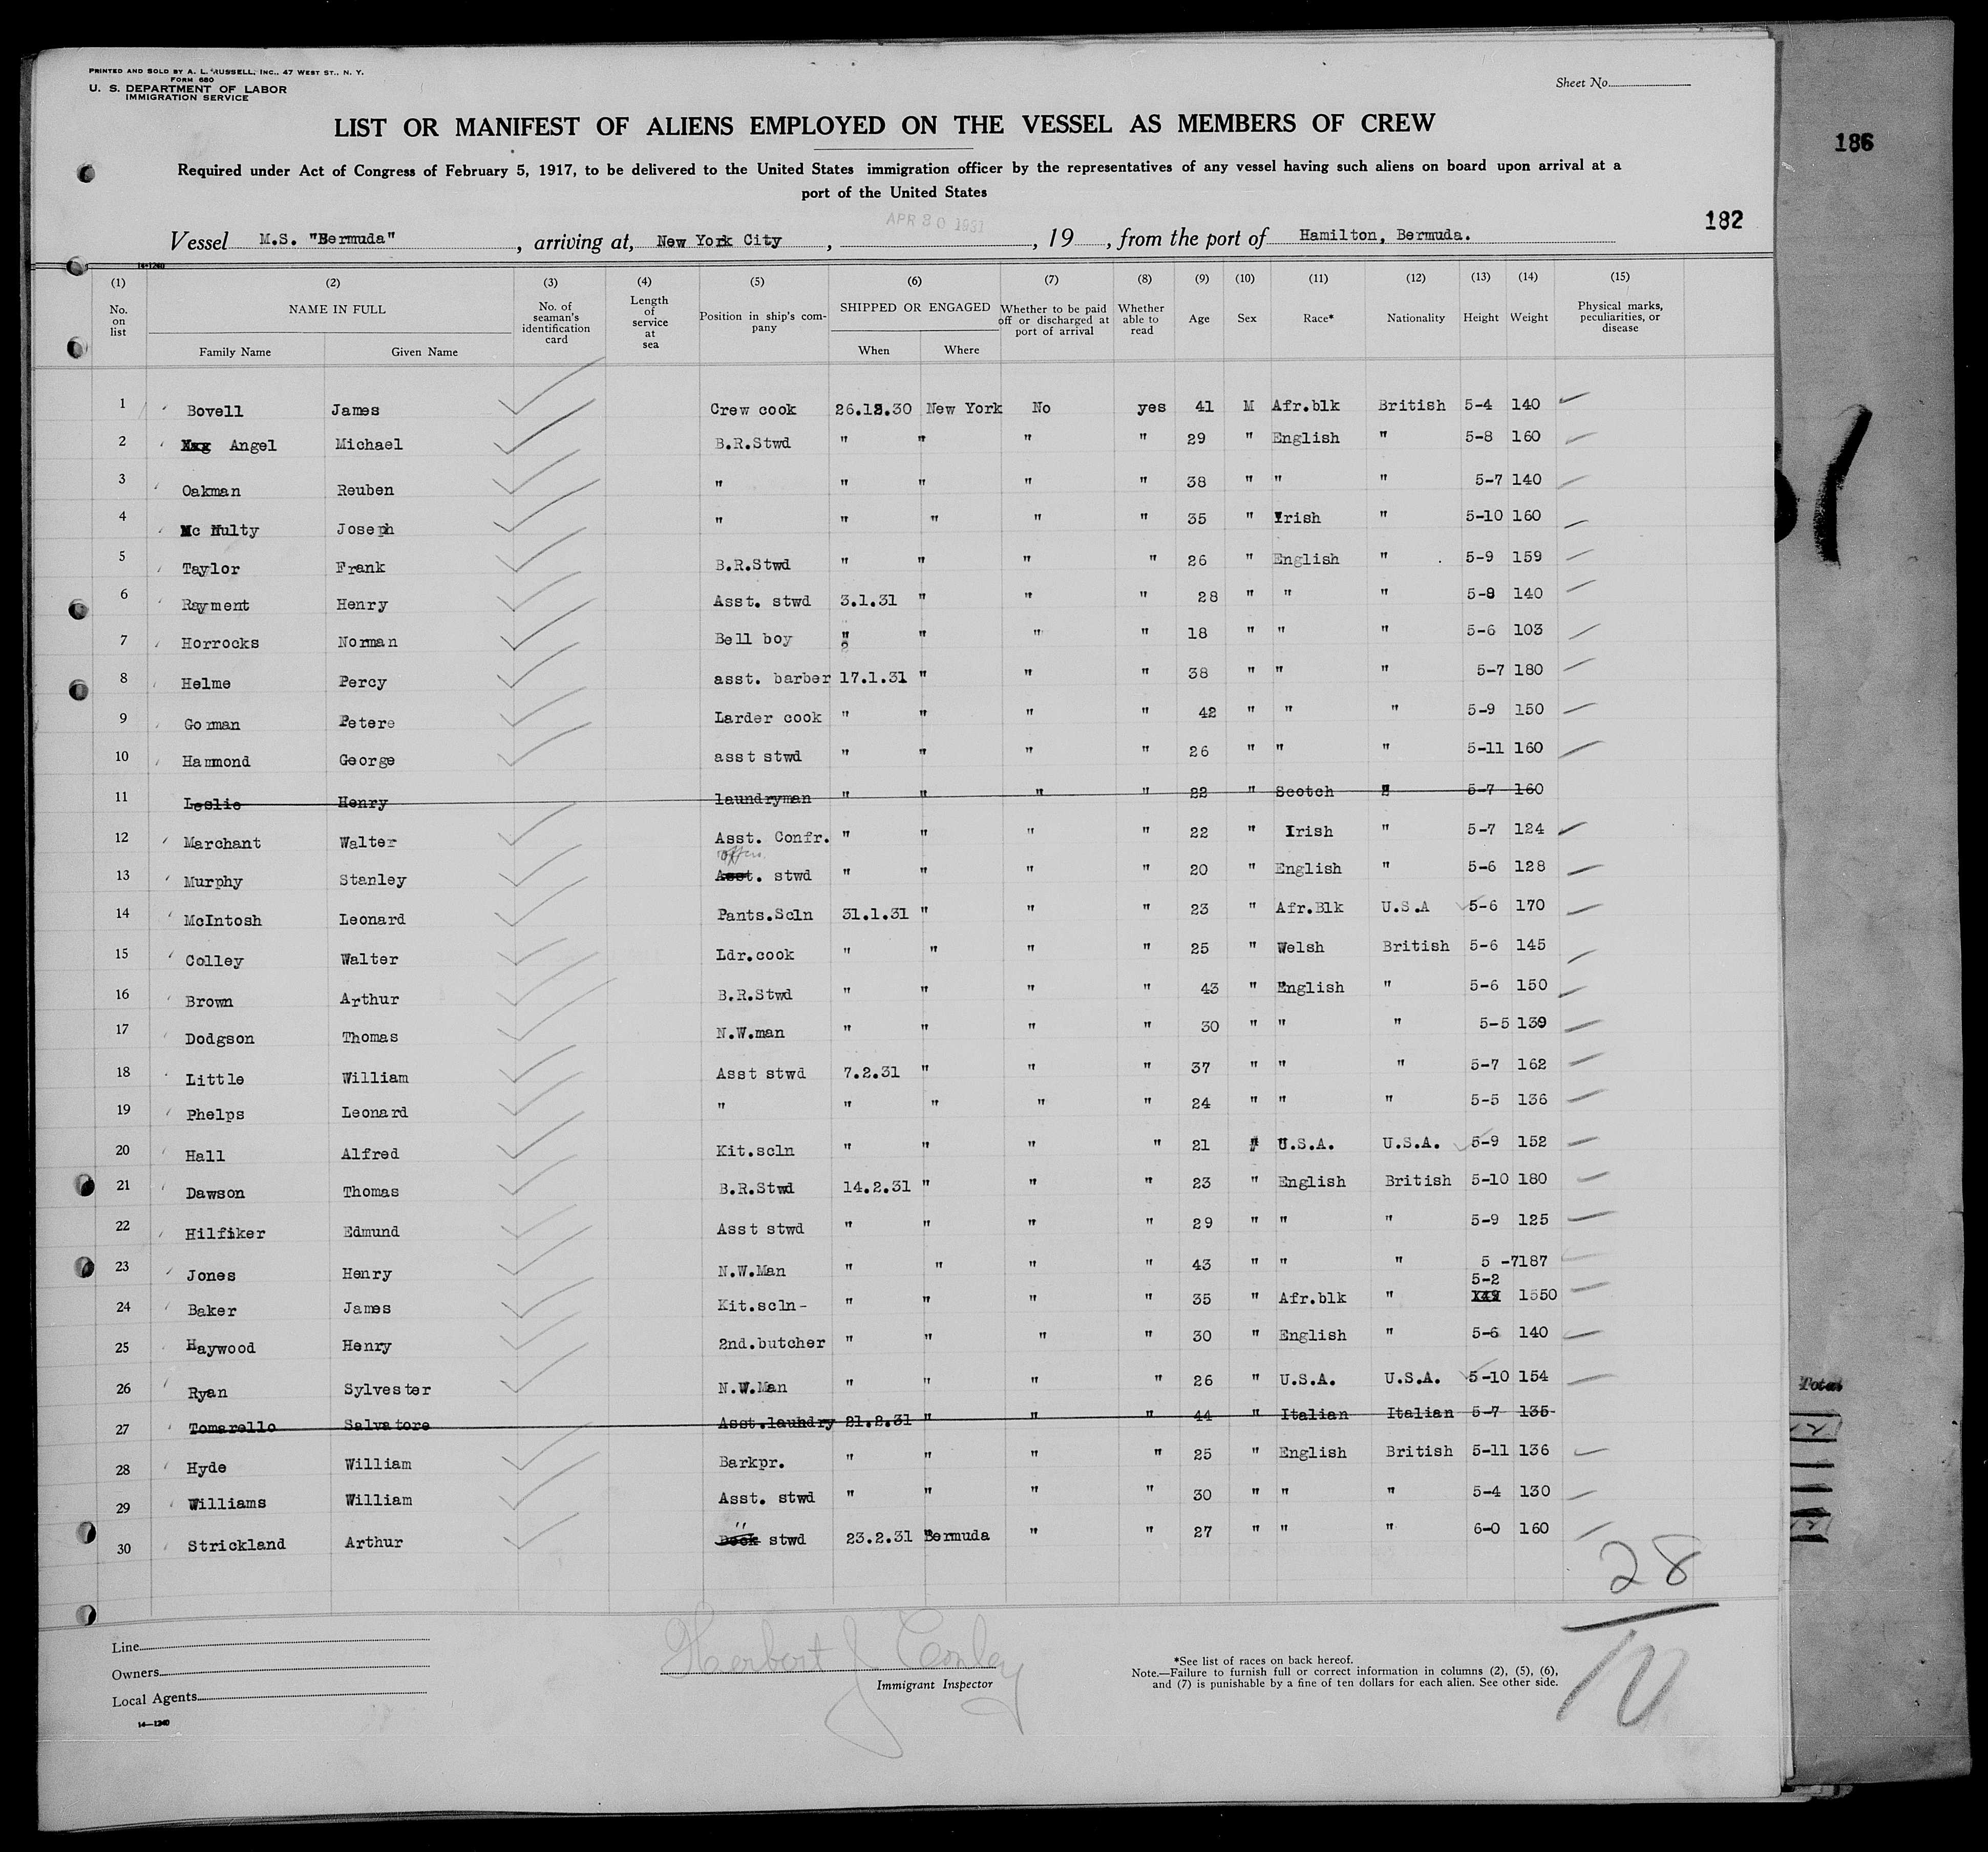 PRINTED AND SOLD BY A. L. RUSSELL, INC., 47 WEST ST., N. Y.
FORM 680
U. S. DEPARTMENT OF LABOR
IMMIGRATION SERVICE
Sheet No.
LIST OR MANIFEST OF ALIENS EMPLOYED ON THE VESSEL AS MEMBERS OF CREW
186
Required under Act of Congress of February 5, 1917, to be delivered to the United States immigration officer by the representatives of any vessel having such aliens on board upon arrival at a
port of the United States
182
APR 30 1931
Vessel M.S. "Bermuda", arriving at, New York City, , 19 , from the port of Hamilton, Bermuda.
14-1240
(1) (2) (3) (4) (5) (6) (7) (8) (9) (10) (11) (12) (13) (14) (15)
No. on list NAME IN FULL Family Name Given Name No. of seaman's identification card Length of service at sea Position in ship's company SHIPPED OR ENGAGED When Where Whether to be paid off or discharged at port of arrival Whether able to read Age Sex Race* Nationality Height Weight Physical marks, peculiarities, or disease
1 Bovell James Crew cook 26.12.30 New York No yes 41 M Afr.blk British 5-4 140
2 Angel Michael B.R.Stwd " " " " 29 " English " 5-8 160
3 Oakman Reuben " " " " " 38 " " " 5-7 140
4 Mc Nulty Joseph " " " " " 35 " Irish " 5-10 160
5 Taylor Frank B.R.Stwd " " " " 26 " English " 5-9 159
6 Rayment Henry Asst. stwd 3.1.31 " " " 28 " " " 5-8 140
7 Horrocks Norman Bell boy " " " " 18 " " " 5-6 103
8 Helme Percy asst. barber 17.1.31 " " " 38 " " " 5-7 180
9 Gorman Petere Larder cook " " " " 42 " " " 5-9 150
10 Hammond George asst stwd " " " " 26 " " " 5-11 160
11 Leslie Henry laundryman " " " " 22 " Scotch " 5-7 160
12 Marchant Walter Asst. Confr. " " " " 22 " Irish " 5-7 124
13 Murphy Stanley Asst. stwd " " " " 20 " English " 5-6 128
14 McIntosh Leonard Pants.Scln 31.1.31 " " " 23 " Afr.Blk U.S.A 5-6 170
15 Colley Walter Ldr.cook " " " " 25 " Welsh British 5-6 145
16 Brown Arthur B.R.Stwd " " " " 43 " English " 5-6 150
17 Dodgson Thomas N.W.man " " " " 30 " " " 5-5 139
18 Little William Asst stwd 7.2.31 " " " 37 " " " 5-7 162
19 Phelps Leonard " " " " " 24 " " " 5-5 136
20 Hall Alfred Kit.scln " " " " 21 " U.S.A. U.S.A. 5-9 152
21 Dawson Thomas B.R.Stwd 14.2.31 " " " 23 " English British 5-10 180
22 Hilfiker Edmund Asst stwd " " " " 29 " " " 5-9 125
23 Jones Henry N.W.Man " " " " 43 " " " 5 -7187
24 Baker James Kit.scln- " " " " 35 " Afr.blk " 5-2 1550
25 Haywood Henry 2nd.butcher " " " " 30 " English " 5-6 140
26 Ryan Sylvester N.W.Man " " " " 26 " U.S.A. U.S.A. 5-10 154
27 Tomarello Salvatore Asst.laundry 21.2.31 " " " 44 " Italian Italian 5-7 135
28 Hyde William Barkpr. " " " " 25 " English British 5-11 136
29 Williams William Asst. stwd " " " " 30 " " " 5-4 130
30 Strickland Arthur " Deck stwd 23.2.31 Bermuda " " 27 " " " 6-0 160
28
Total
Line
Owners
Local Agents
14-1240
Herbert J Conley
Immigrant Inspector
*See list of races on back hereof.
Note.—Failure to furnish full or correct information in columns (2), (5), (6),
and (7) is punishable by a fine of ten dollars for each alien. See other side.